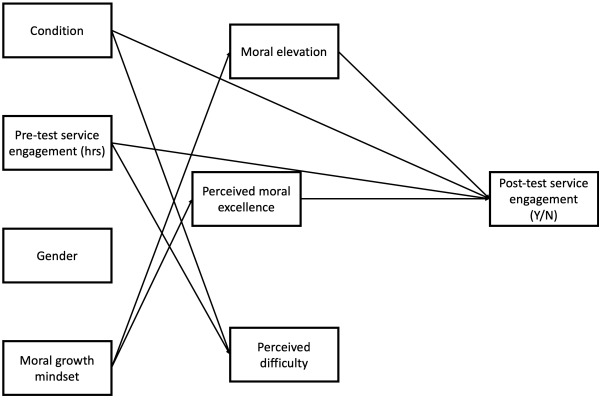 Condition
Moral elevation
Pre-test service
engagement (hrs)
Perceived moral
excellence
Post-test service
engagement
(Y/N)
Gender
Moral growth
mindset
Perceived
difficulty